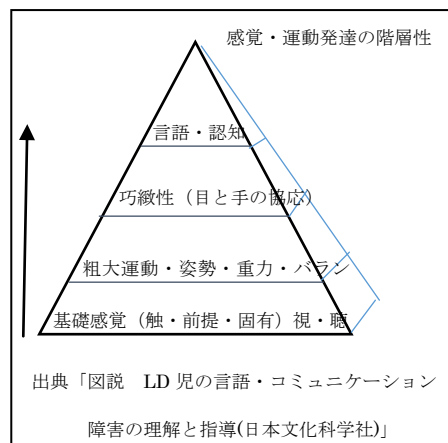 感覚・運動発達の階層性
言語・認知
巧緻性（目と手の協応）
粗大運動・姿勢・重力・バラン
基礎感覚（触・前提・固有）視・聴
出典「図説　LD児の言語・コミュニケーション
障害の理解と指導(日本文化科学社)」